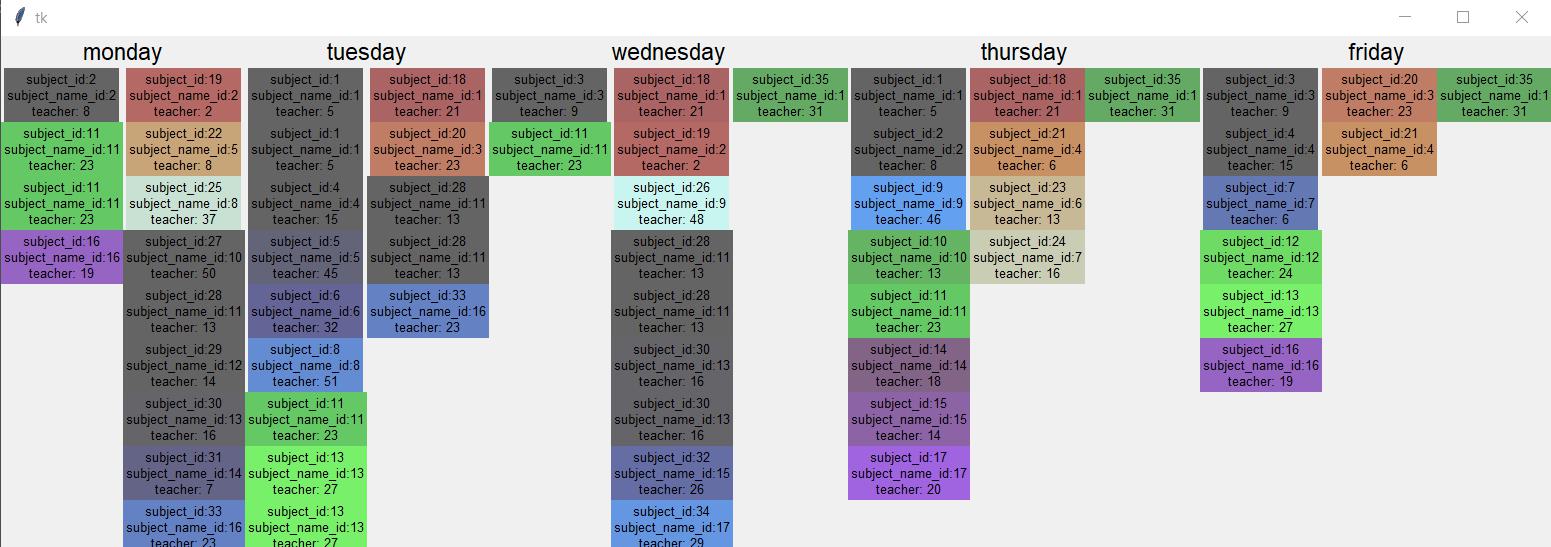 tk
monday
subject_id:2
subject_name_id:2
teacher: 8
subject_id:11
subject_name_id:11
teacher: 23
subject_id:11
subject_name_id:11
teacher: 23
subject_id:16
subject_name_id:16
teacher: 19
subject_id:19
subject_name_id:2
teacher: 2
subject_id:22
subject_name_id:5
teacher: 8
subject_id:25
subject_name_id:8
teacher: 37
subject_id:27
subject_name_id:10
teacher: 50
subject_id:28
subject_name_id:11
teacher: 13
subject_id:29
subject_name_id:12
teacher: 14
subject_id:30
subject_name_id:13
teacher: 16
subject_id:31
subject_name_id:14
teacher: 7
subject_id:33
subject_name_id:16
teacher: 23
tuesday
subject_id:1
subject_name_id:1
teacher: 5
subject_id:1
subject_name_id:1
teacher: 5
subject_id:4
subject_name_id:4
teacher: 15
subject_id:5
subject_name_id:5
teacher: 45
subject_id:6
subject_name_id:6
teacher: 32
subject_id:8
subject_name_id:8
teacher: 51
subject_id:11
subject_name_id:11
teacher: 23
subject_id:13
subject_name_id:13
teacher: 27
subject_id:13
subject_name_id:13
teacher: 27
subject_id:18
subject_name_id:1
teacher: 21
subject_id:20
subject_name_id:3
teacher: 23
subject_id:28
subject_name_id:11
teacher: 13
subject_id:28
subject_name_id:11
teacher: 13
subject_id:33
subject_name_id:16
teacher: 23
wednesday
subject_id:3
subject_name_id:3
teacher: 9
subject_id:11
subject_name_id:11
teacher: 23
subject_id:18
subject_name_id:1
teacher: 21
subject_id:19
subject_name_id:2
teacher: 2
subject_id:26
subject_name_id:9
teacher: 48
subject_id:28
subject_name_id:11
teacher: 13
subject_id:28
subject_name_id:11
teacher: 13
subject_id:30
subject_name_id:13
teacher: 16
subject_id:30
subject_name_id:13
teacher: 16
subject_id:32
subject_name_id:15
teacher: 26
subject_id:34
subject_name_id:17
teacher: 29
subject_id:35
subject_name_id:1
teacher: 31
thursday
subject_id:1
subject_name_id:1
teacher: 5
subject_id:2
subject_name_id:2
teacher: 8
subject_id:9
subject_name_id:9
teacher: 46
subject_id:10
subject_name_id:10
teacher: 13
subject_id:11
subject_name_id:11
teacher: 23
subject_id:14
subject_name_id:14
teacher: 18
subject_id:15
subject_name_id:15
teacher: 14
subject_id:17
subject_name_id:17
teacher: 20
subject_id:18
subject_name_id:1
teacher: 21
subject_id:21
subject_name_id:4
teacher: 6
subject_id:23
subject_name_id:6
teacher: 13
subject_id:24
subject_name_id:7
teacher: 16
subject_id:35
subject_name_id:1
teacher: 31
friday
subject_id:3
subject_name_id:3
teacher: 9
subject_id:4
subject_name_id:4
teacher: 15
subject_id:7
subject_name_id:7
teacher: 6
subject_id:12
subject_name_id:12
teacher: 24
subject_id:13
subject_name_id:13
teacher: 27
subject_id:16
subject_name_id:16
teacher: 19
subject_id:20
subject_name_id:3
teacher: 23
subject_id:21
subject_name_id:4
teacher: 6
subject_id:35
subject_name_id:1
teacher: 31